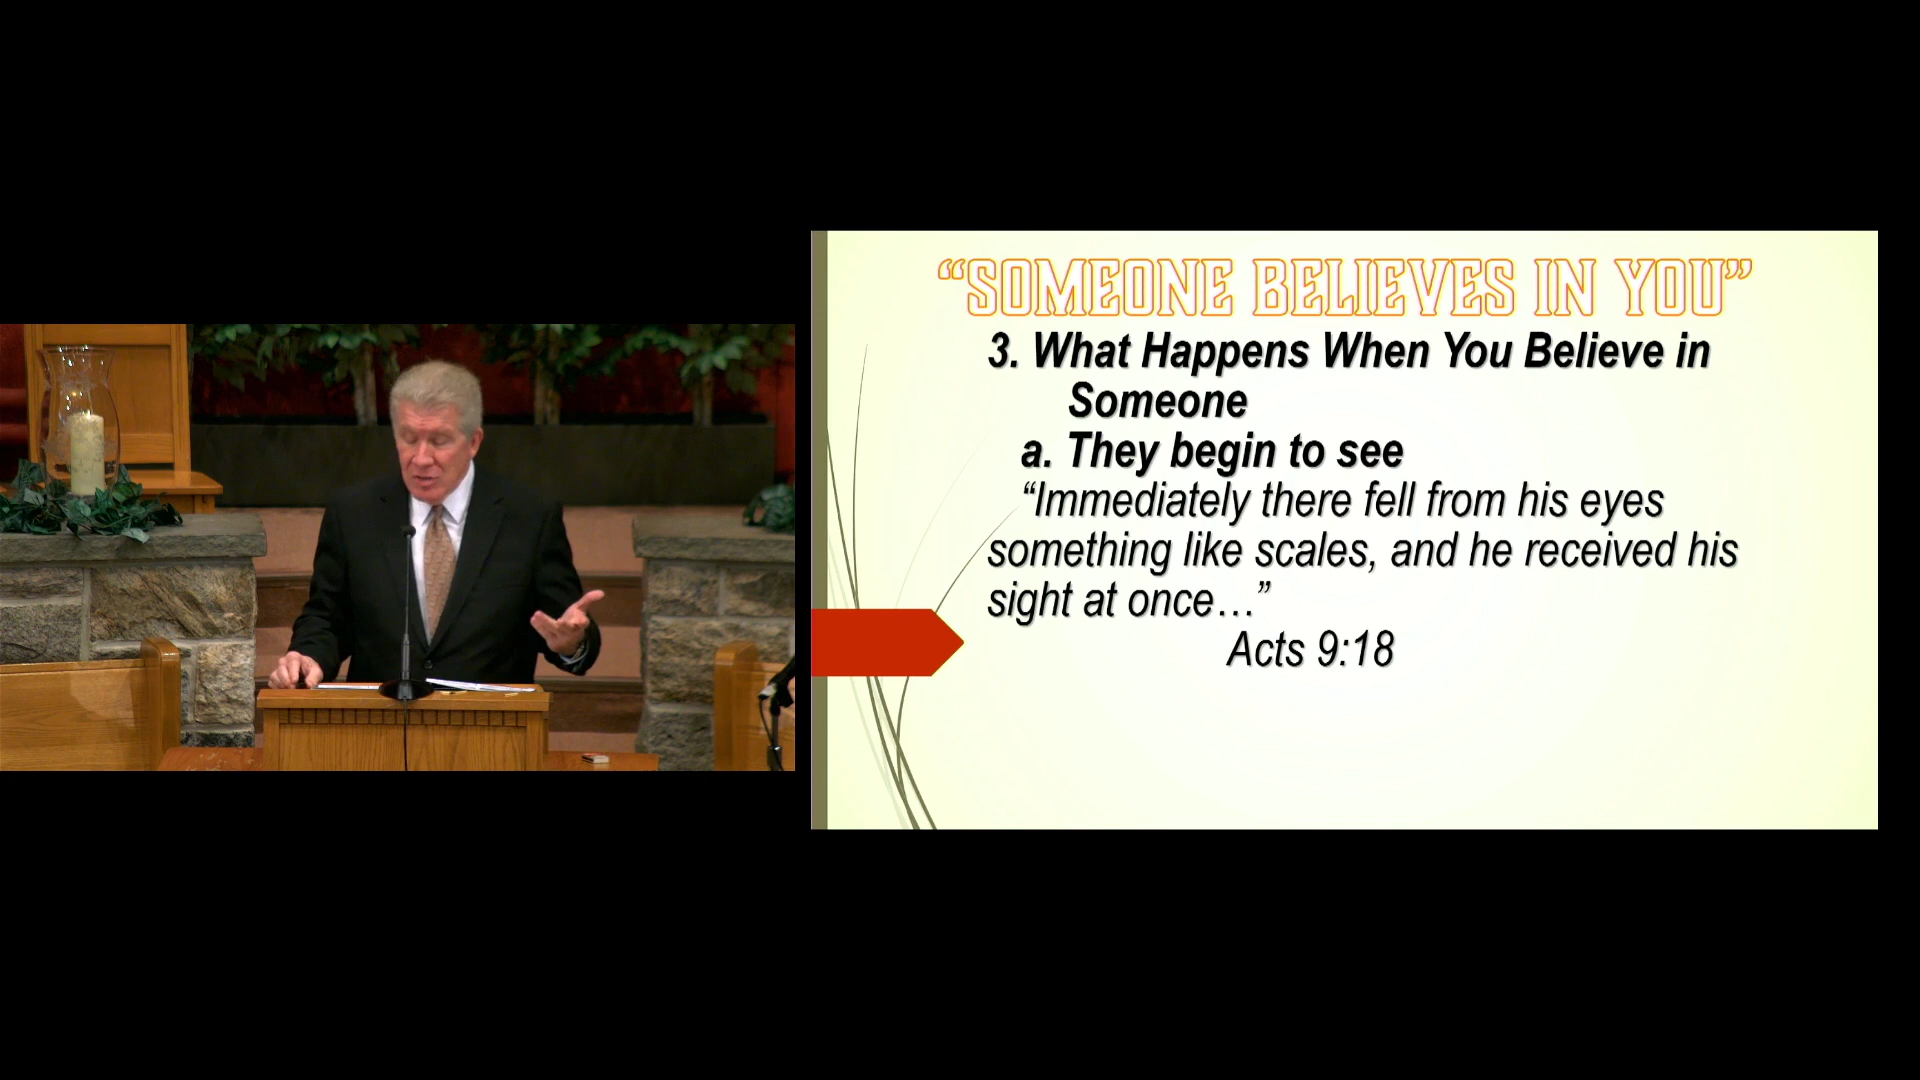 “SOMEONE BELIEVES IN YOU”
3. What Happens When You Believe in
Someone
a. They begin to see
“Immediately there fell from his eyes
something like scales, and he received his
sight at once…”
Acts 9:18